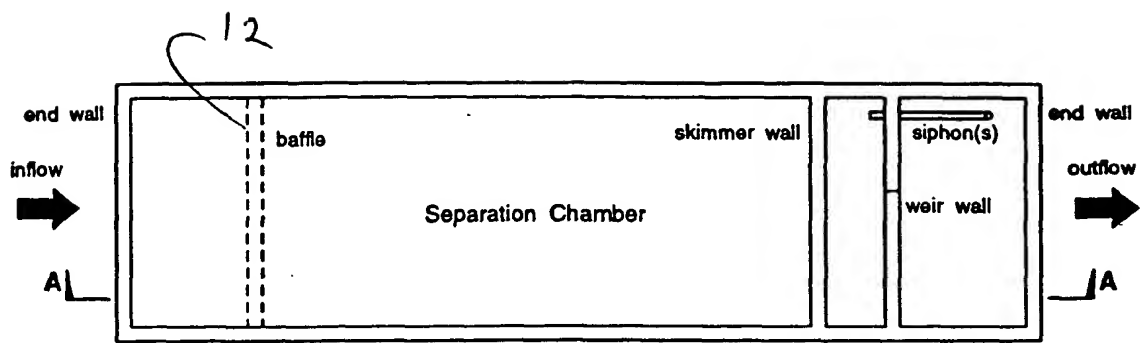 12
end wall
baffle
skimmer wall
siphon(s)
end wall
inflow
outflow
Separation Chamber
weir wall
A
A